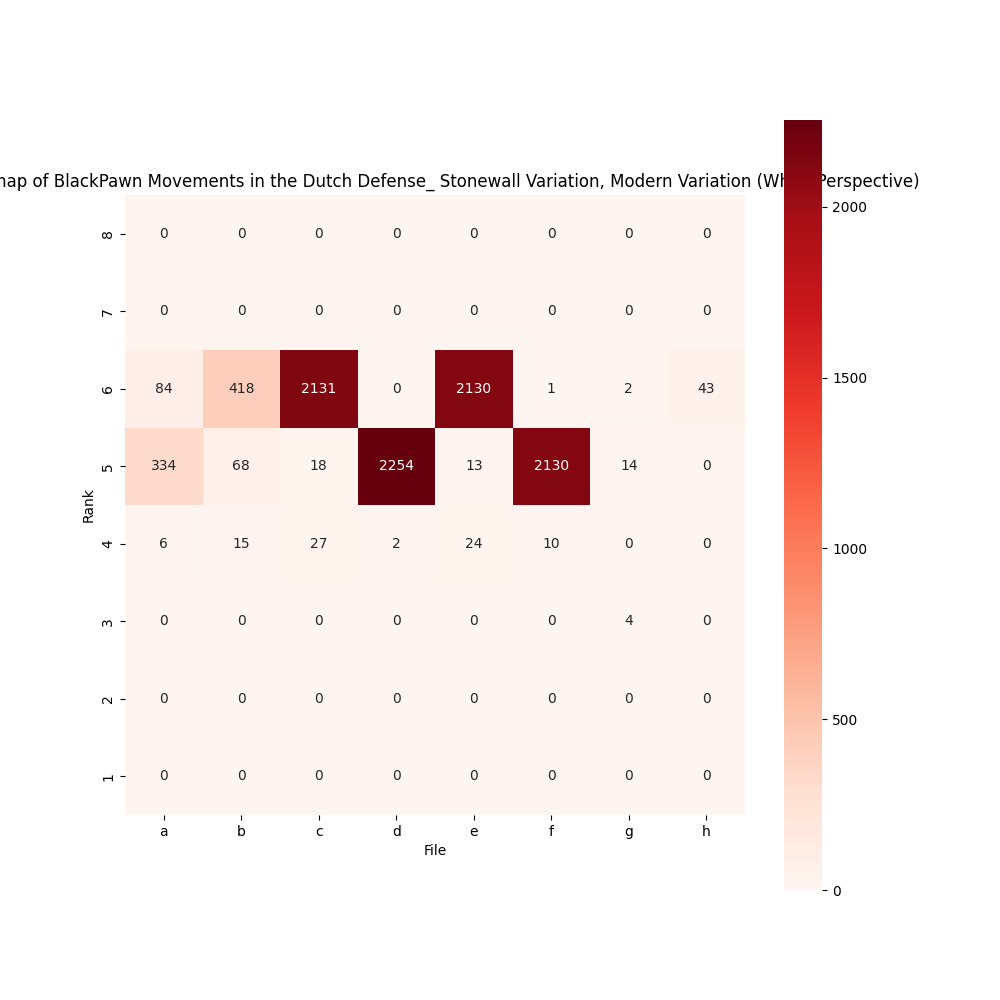 map of BlackPawn Movements in the Dutch Defense_ Stonewall Variation, Modern Variation (Wh Perspective)
2000
8 0 0 0 0 0 0 0 0
7 0 0 0 0 0 0 0 0
6 84 418 2131 0 2130 1 2 43
1500
5 334 68 18 2254 13 2130 14 0
Rank
4 6 15 27 2 24 10 0 0
1000
3 0 0 0 0 0 0 4 0
2 0 0 0 0 0 0 0 0
500
1 0 0 0 0 0 0 0 0
a b c d e f g h
File
0